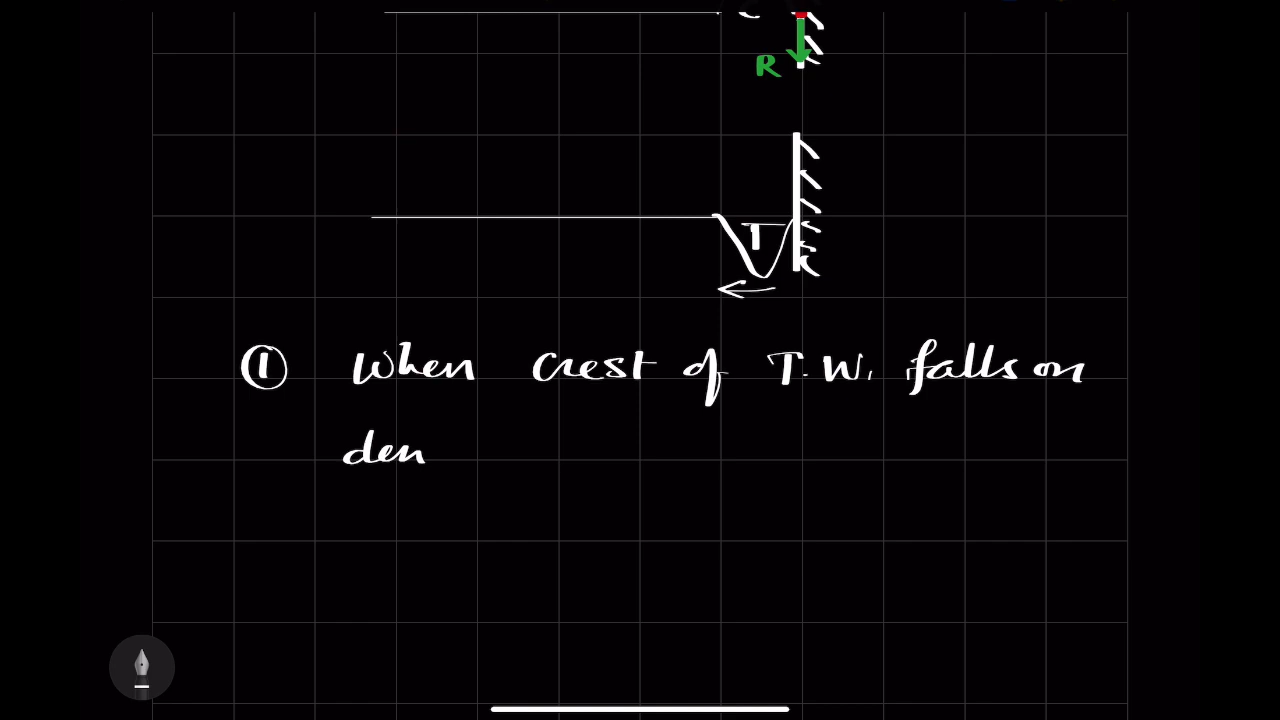 R
T
① When crest of T.W. falls on
den